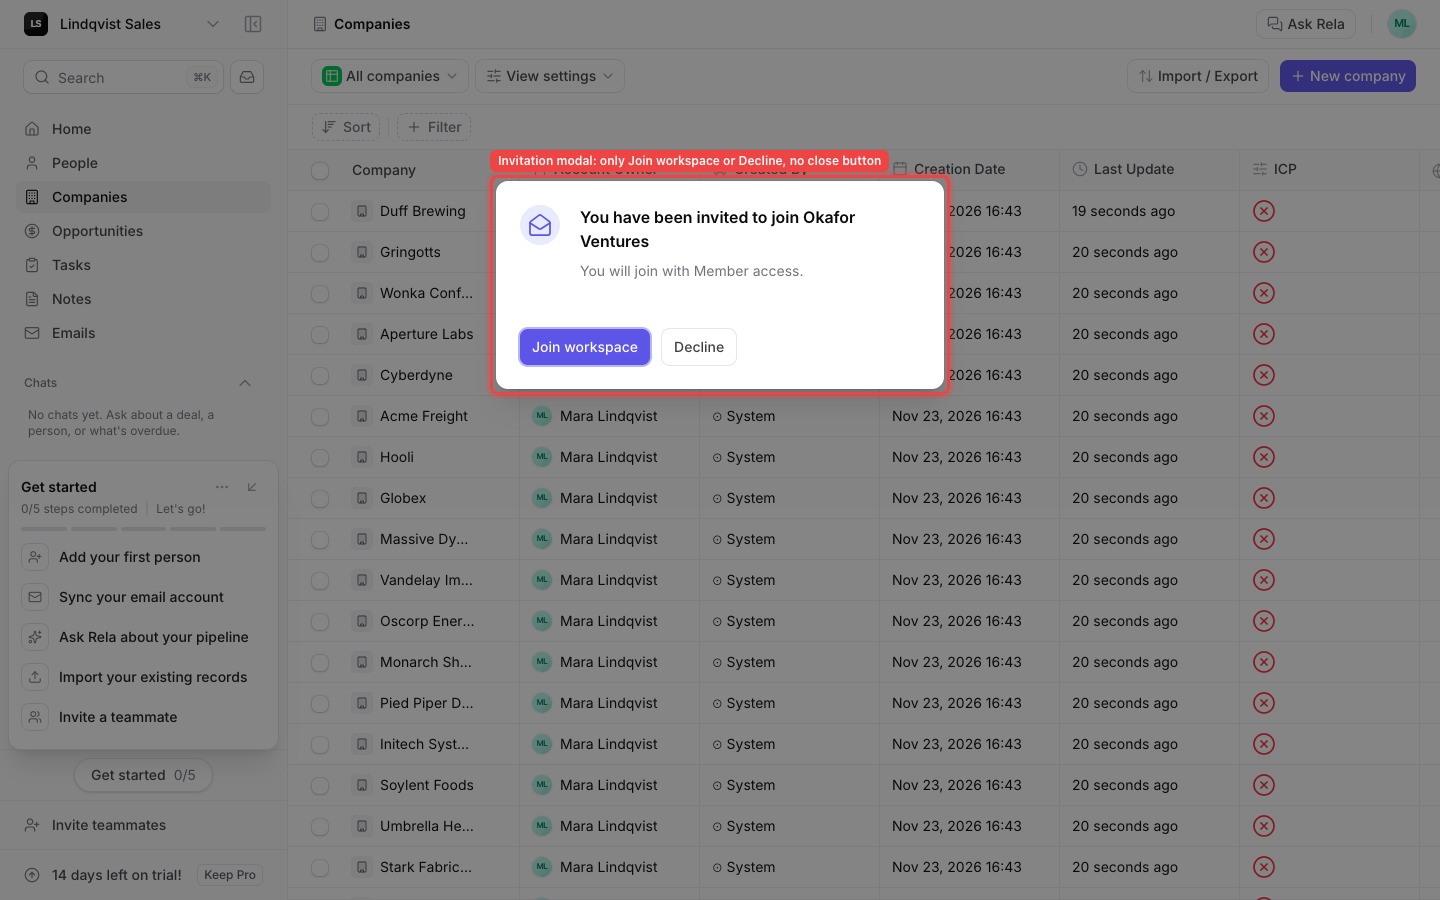 LS Lindqvist Sales
Search ⌘K
Home
People
Companies
Opportunities
Tasks
Notes
Emails
Chats
No chats yet. Ask about a deal, a
person, or what's overdue.
Get started
0/5 steps completed Let's go!
Add your first person
Sync your email account
Ask Rela about your pipeline
Import your existing records
Invite a teammate
Get started 0/5
Invite teammates
14 days left on trial! Keep Pro
Companies
Ask Rela ML
All companies View settings Import / Export + New company
Sort + Filter
Invitation modal: only Join workspace or Decline, no close button
You have been invited to join Okafor
Ventures
You will join with Member access.
Join workspace Decline
Company Creation Date Last Update ICP
Duff Brewing 2026 16:43 19 seconds ago
Gringotts 2026 16:43 20 seconds ago
Wonka Conf... 2026 16:43 20 seconds ago
Aperture Labs 2026 16:43 20 seconds ago
Cyberdyne 2026 16:43 20 seconds ago
Acme Freight ML Mara Lindqvist System Nov 23, 2026 16:43 20 seconds ago
Hooli ML Mara Lindqvist System Nov 23, 2026 16:43 20 seconds ago
Globex ML Mara Lindqvist System Nov 23, 2026 16:43 20 seconds ago
Massive Dy... ML Mara Lindqvist System Nov 23, 2026 16:43 20 seconds ago
Vandelay Im... ML Mara Lindqvist System Nov 23, 2026 16:43 20 seconds ago
Oscorp Ener... ML Mara Lindqvist System Nov 23, 2026 16:43 20 seconds ago
Monarch Sh... ML Mara Lindqvist System Nov 23, 2026 16:43 20 seconds ago
Pied Piper D... ML Mara Lindqvist System Nov 23, 2026 16:43 20 seconds ago
Initech Syst... ML Mara Lindqvist System Nov 23, 2026 16:43 20 seconds ago
Soylent Foods ML Mara Lindqvist System Nov 23, 2026 16:43 20 seconds ago
Umbrella He... ML Mara Lindqvist System Nov 23, 2026 16:43 20 seconds ago
Stark Fabric... ML Mara Lindqvist System Nov 23, 2026 16:43 20 seconds ago